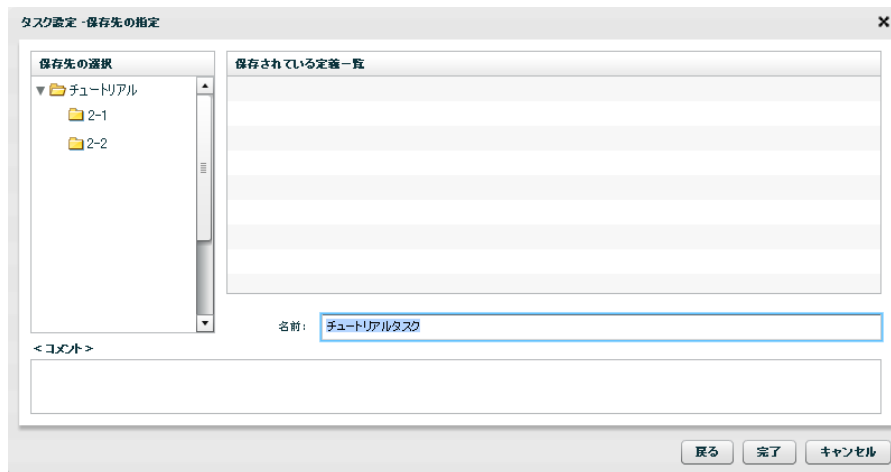 タスク設定 -保存先の指定
保存先の選択
保存されている定義一覧
チュートリアル
2-1
2-2
名前:
チュートリアルタスク
<コメント>
戻る
完了
キャンセル